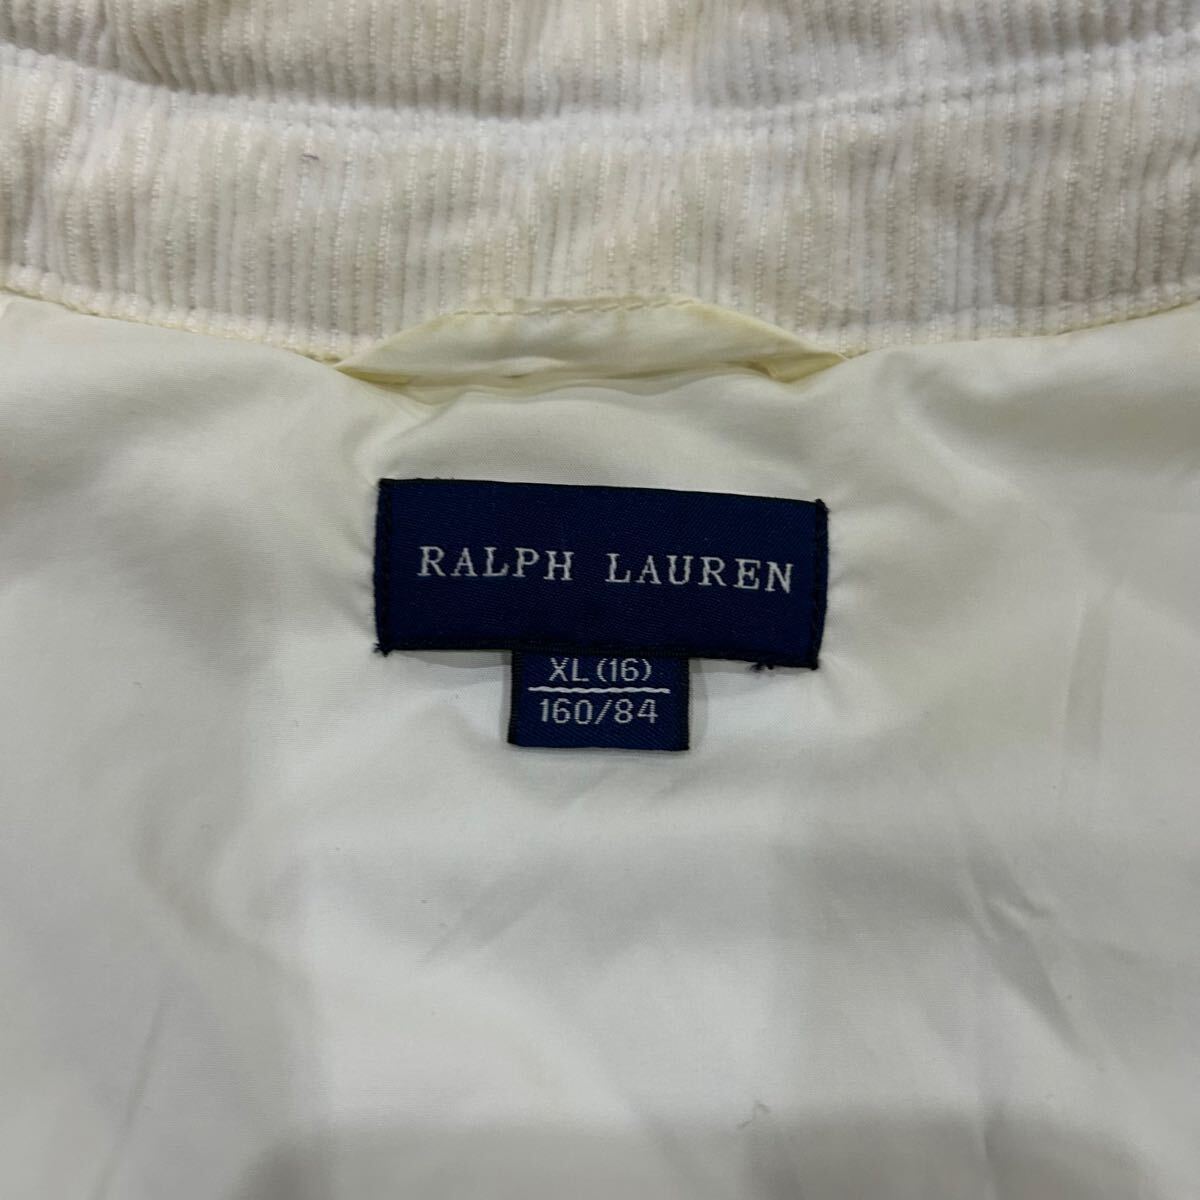 RALPH LAUREN
XL (16)
160/84